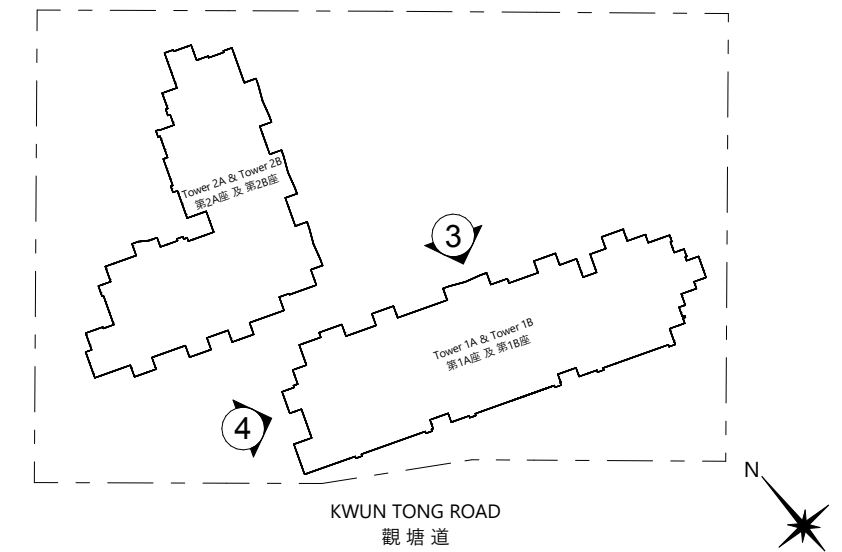 Tower 2A & Tower 2B
第2A座 及 第2B座
3
Tower 1A & Tower 1B
第1A座 及 第1B座
4
N
KWUN TONG ROAD
觀塘道